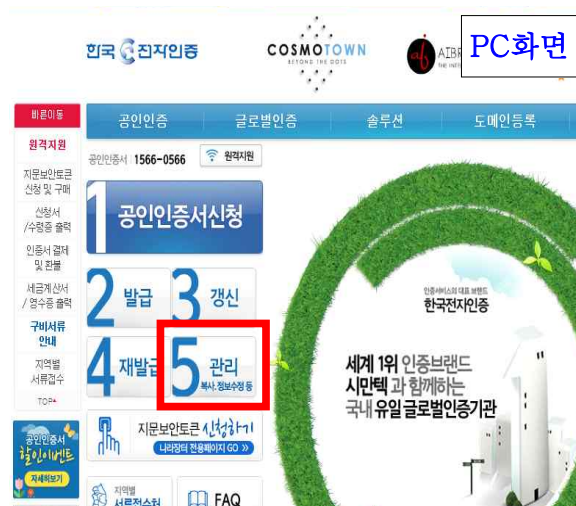 한국 전자인증
COSMOTOWN
BEYOND THE DOTS
PC화면
바로이동
공인인증
글로벌인증
솔루션
도메인등록
원격지원
공인인증서 1566-0566
원격지원
지문보안토큰
신청 및 구매
신청서
/수령증 출력
인증서 결제
및 환불
세금계산서
/ 영수증 출력
구비서류
안내
지역별
서류접수
TOP
1 공인인증서신청
2 발급
3 갱신
4 재발급
5 관리
복사, 정보수정 등
지문보안토큰 신청하기
나라장터 전용페이지 GO »
공인인증서
할인이벤트
자세히보기
지역별
서류접수처
FAQ
인증서비스의 대표 브랜드
한국전자인증
세계 1위 인증브랜드
시만텍 과 함께하는
국내 유일 글로벌인증기관